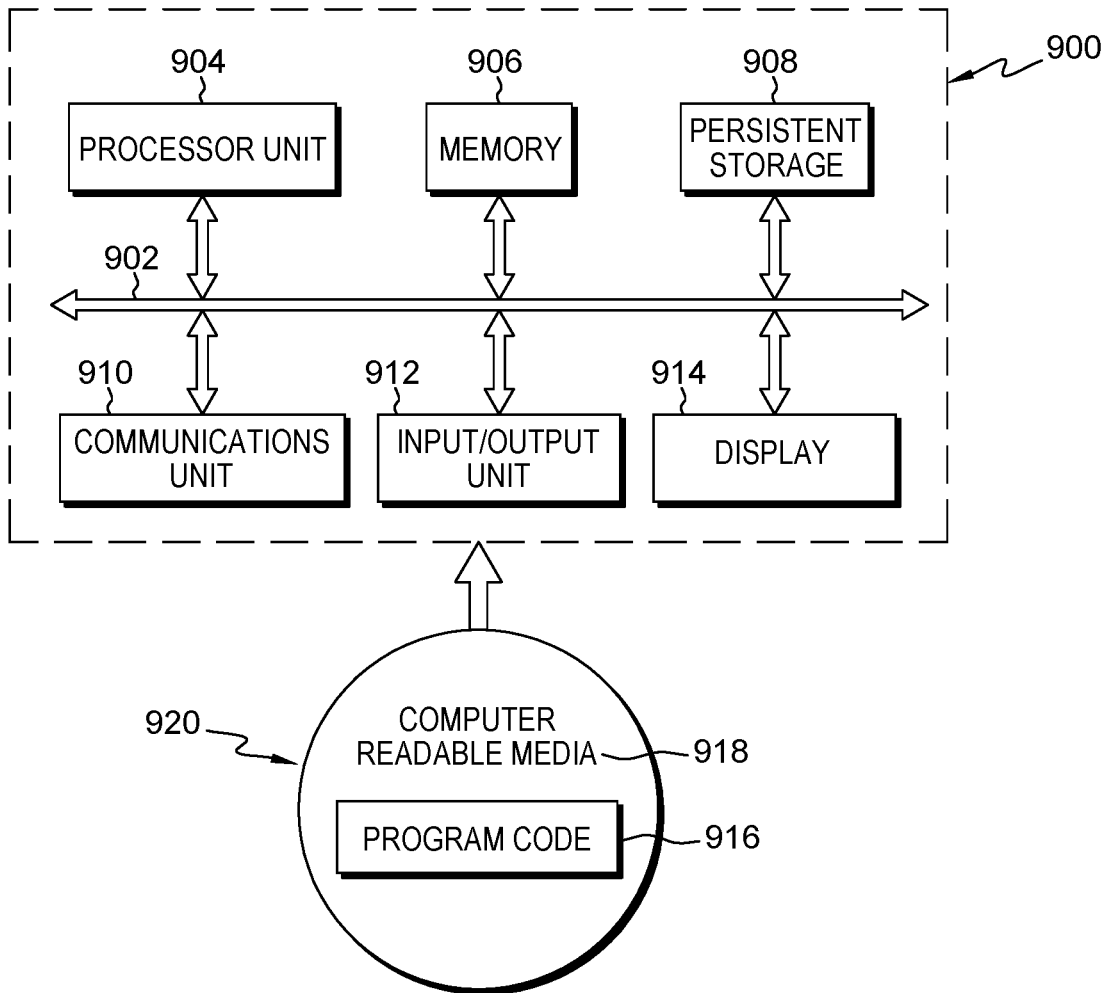 900
904
906
908
PROCESSOR UNIT
MEMORY
PERSISTENT
STORAGE
902
910
912
914
COMMUNICATIONS
UNIT
INPUT/OUTPUT
UNIT
DISPLAY
920
COMPUTER
READABLE MEDIA
918
PROGRAM CODE
916